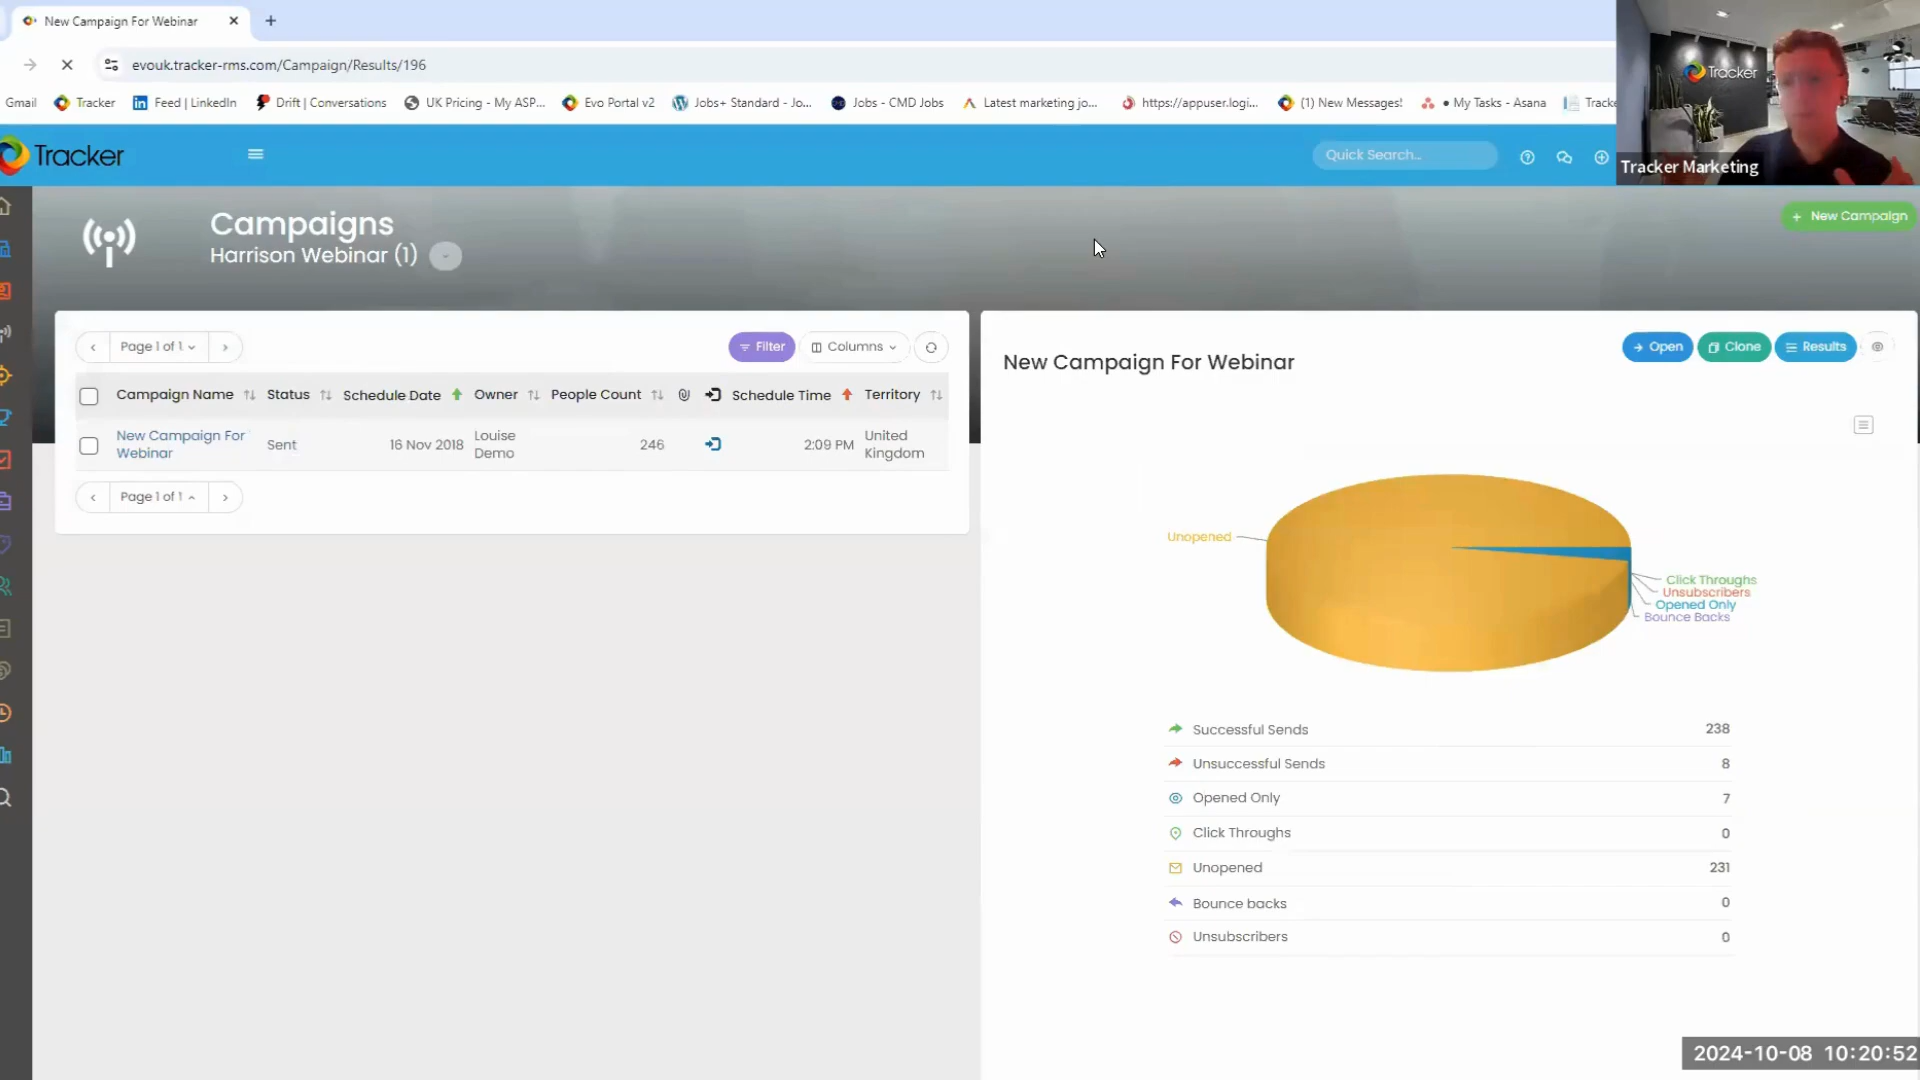 New Campaign For Webinar
evouk.tracker-rms.com/Campaign/Results/196
Gmail
Tracker
Feed | LinkedIn
Drift | Conversations
UK Pricing - My ASP...
Evo Portal v2
Jobs+ Standard - Jo...
Jobs - CMD Jobs
Latest marketing jo...
https://appuser.logi...
(1) New Messages!
• My Tasks - Asana
Tracke
Tracker
Tracker Marketing
Tracker
Quick Search...
Campaigns
Harrison Webinar (1)
+ New Campaign
Page 1 of 1
Filter
Columns
Campaign Name
Status
Schedule Date
Owner
People Count
Schedule Time
Territory
New Campaign For
Webinar
Sent
16 Nov 2018
Louise
Demo
246
2:09 PM
United
Kingdom
Page 1 of 1
New Campaign For Webinar
Open
Clone
Results
Unopened
Click Throughs
Unsubscribers
Opened Only
Bounce Backs
Successful Sends 238
Unsuccessful Sends 8
Opened Only 7
Click Throughs 0
Unopened 231
Bounce backs 0
Unsubscribers 0
2024-10-08 10:20:52